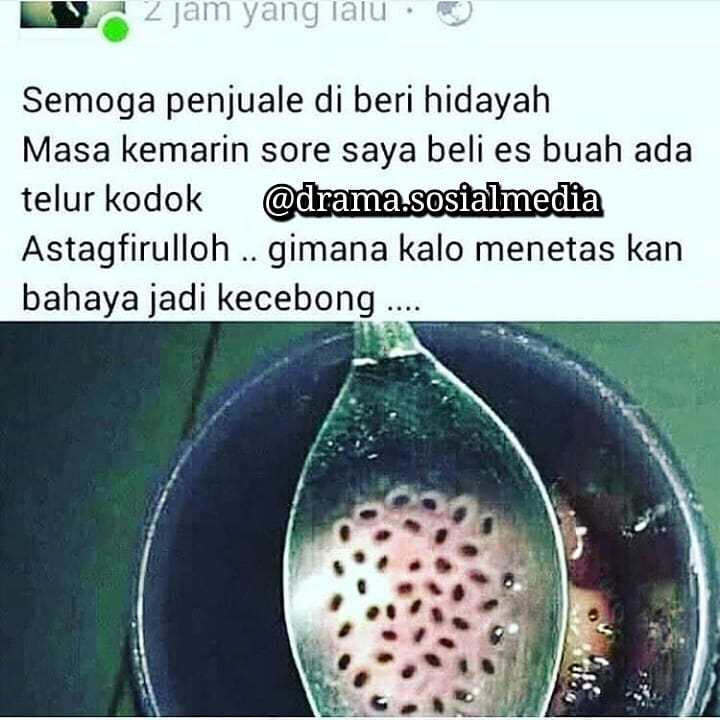 2 jam yang lalu ·
Semoga penjuale di beri hidayah
Masa kemarin sore saya beli es buah ada
telur kodok @drama.sosialmedia
Astagfirulloh .. gimana kalo menetas kan
bahaya jadi kecebong ....